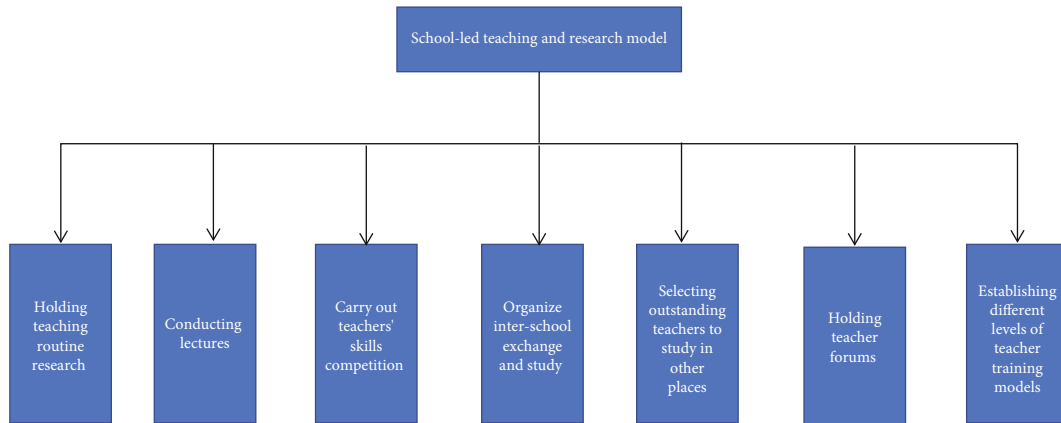 School-led teaching and research model
Holding
teaching
routine
research
Conducting
lectures
Carry out
teachers'
skills
competition
Organize
inter-school
exchange
and study
Selecting
outstanding
teachers to
study in
other
places
Holding
teacher
forums
Establishing
different
levels of
teacher
training
models